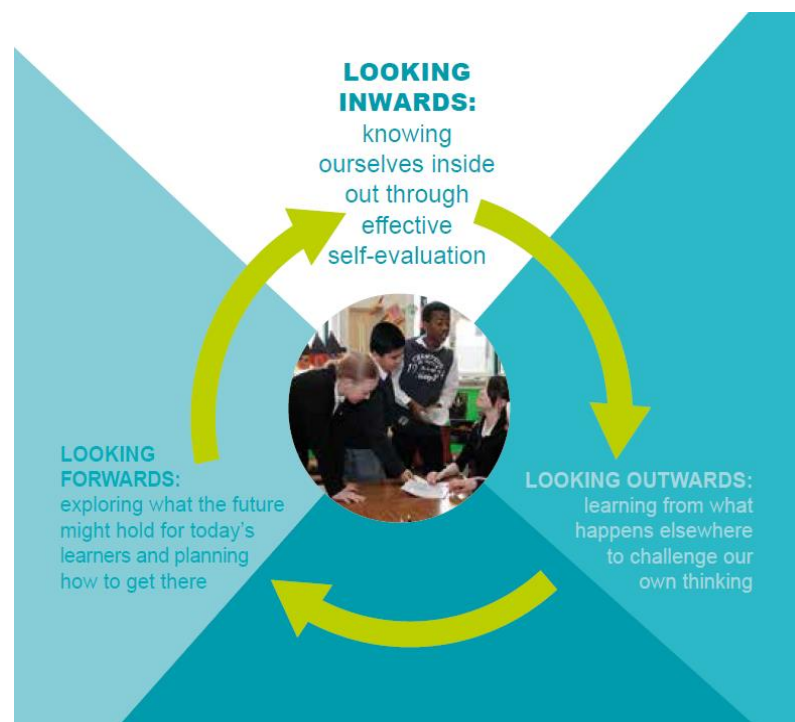 LOOKING
INWARDS:
knowing
ourselves inside
out through
effective
self-evaluation
LOOKING OUTWARDS:
learning from what
happens elsewhere
to challenge our
own thinking
LOOKING
FORWARDS:
exploring what the future
might hold for today's
learners and planning
how to get there